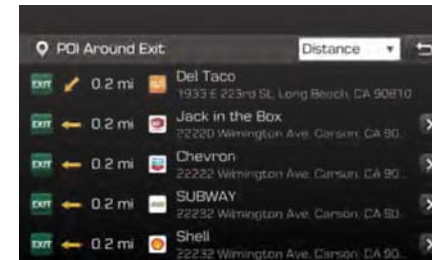 POI Around Exit
Distance
EXIT 0.2 mi Del Taco
1933 E 223rd St, Long Beach, CA 90810
EXIT 0.2 mi Jack in the Box
22220 Wilmington Ave, Carson, CA 90..
EXIT 0.2 mi Chevron
22222 Wilmington Ave, Carson, CA 90..
EXIT 0.2 mi SUBWAY
22232 Wilmington Ave, Carson, CA 90..
EXIT 0.2 mi Shell
22232 Wilmington Ave, Carson, CA 90..